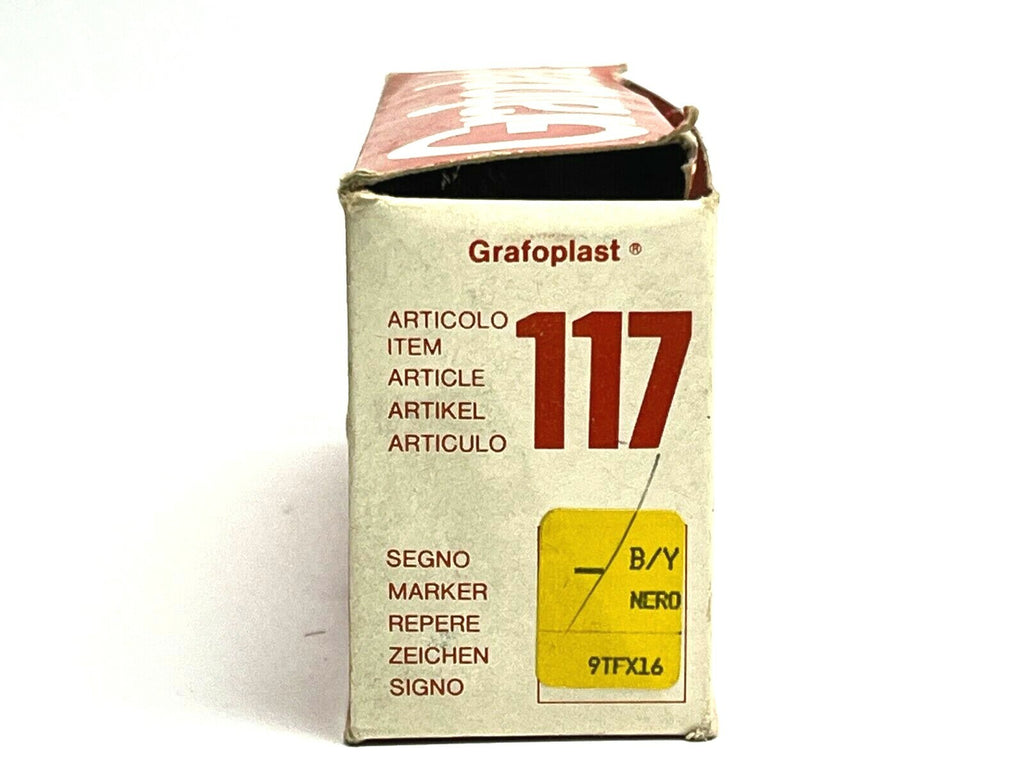 Grafoplast ®
ARTICOLO
ITEM
ARTICLE
ARTIKEL
ARTICULO
117
SEGNO
MARKER
REPERE
ZEICHEN
SIGNO
- B/Y
NERO
9TFX16